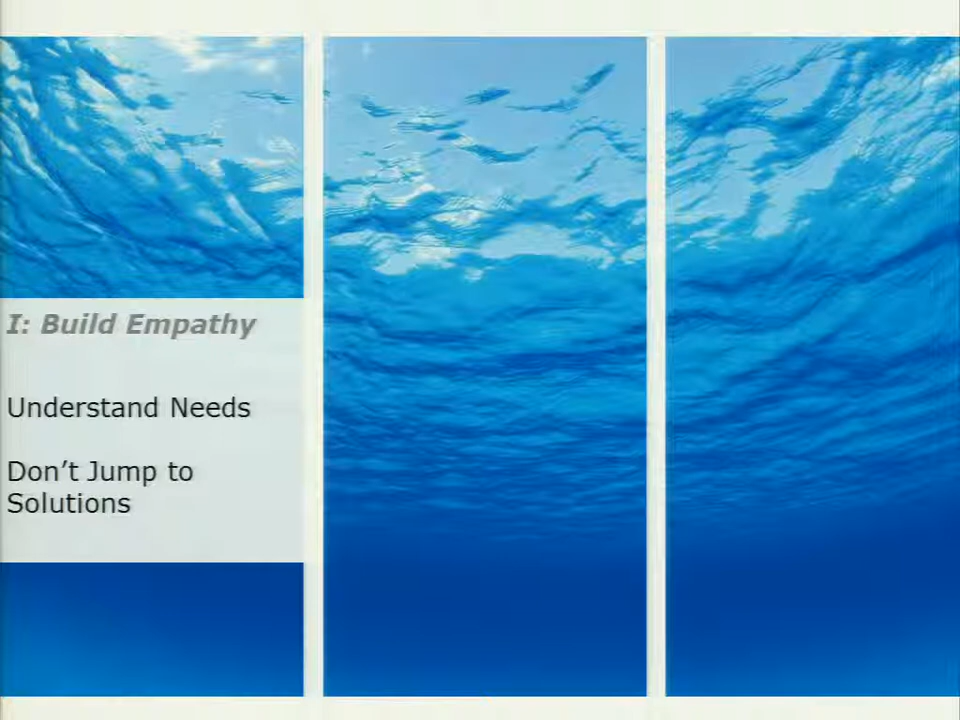 I: Build Empathy
Understand Needs
Don’t Jump to
Solutions